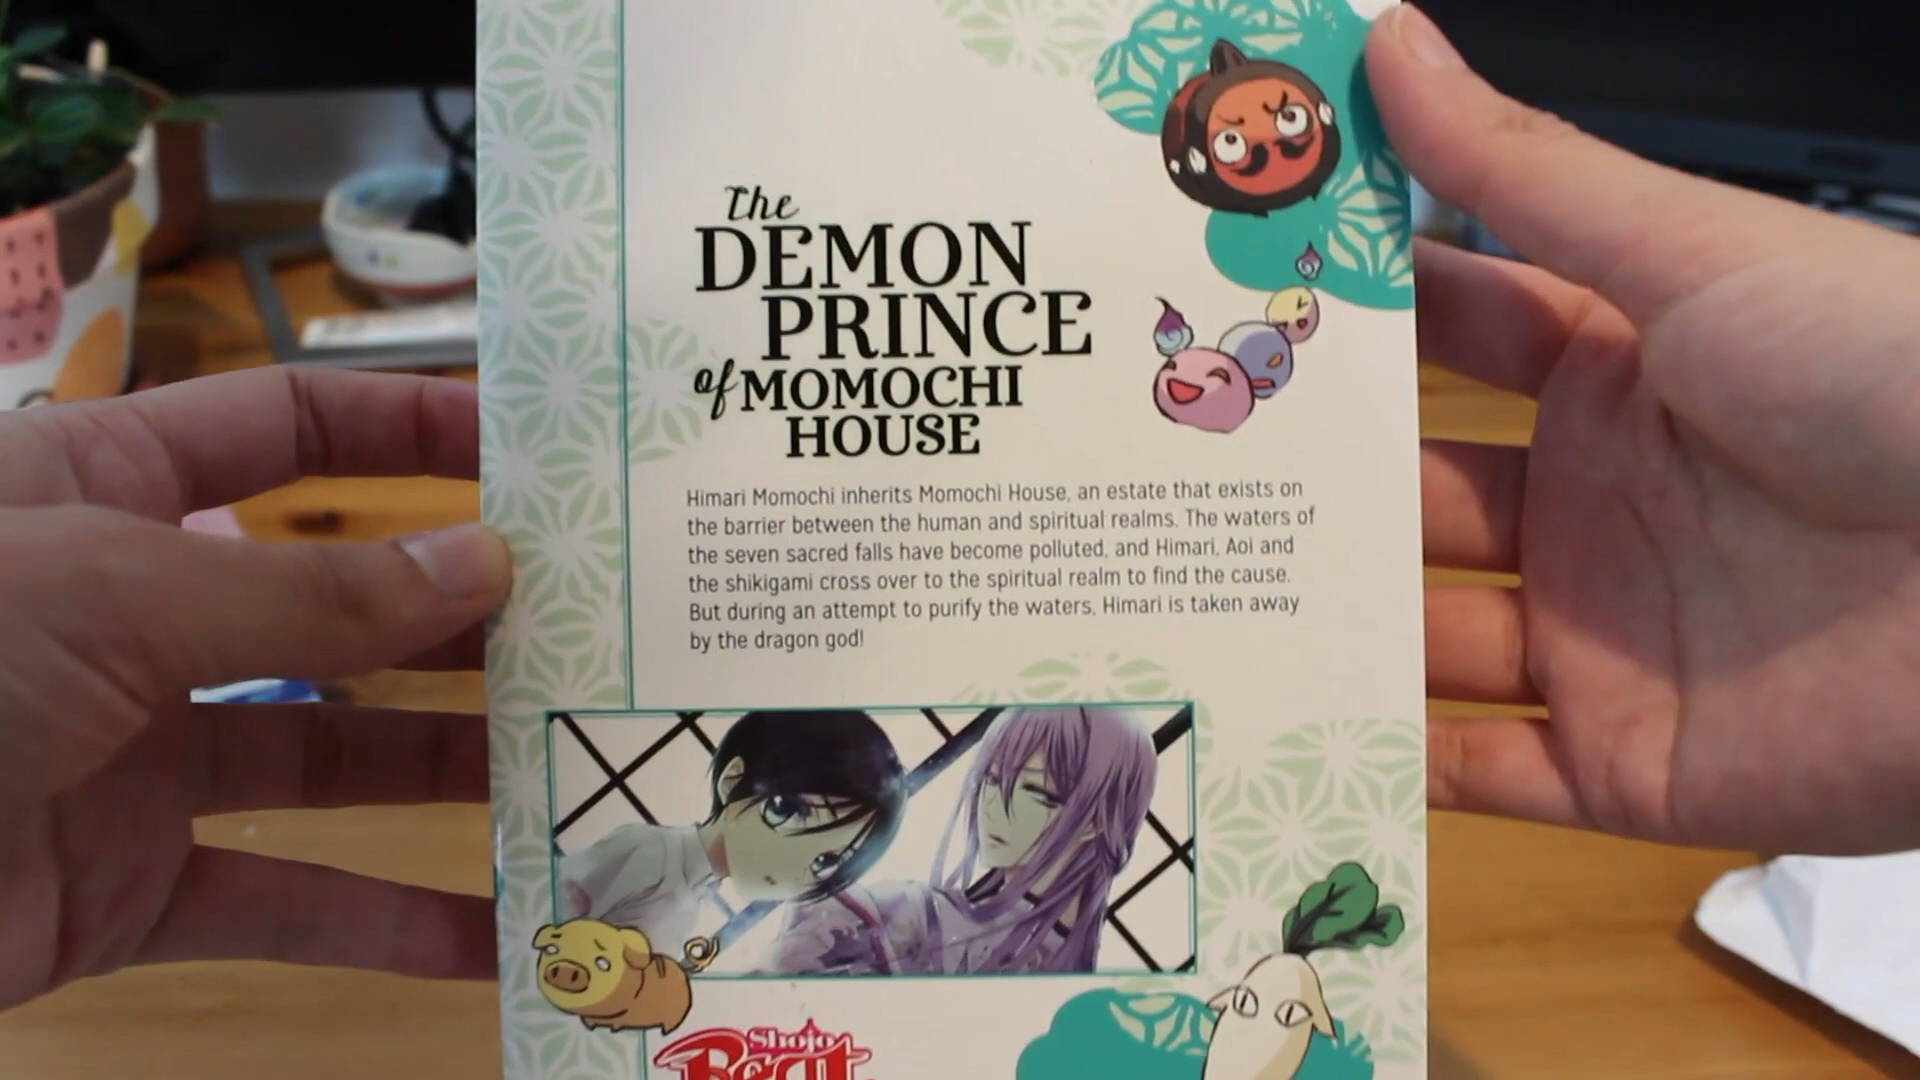 The
DEMON
PRINCE
of MOMOCHI
HOUSE
Himari Momochi inherits Momochi House, an estate that exists on
the barrier between the human and spiritual realms. The waters of
the seven sacred falls have become polluted, and Himari, Aoi and
the shikigami cross over to the spiritual realm to find the cause.
But during an attempt to purify the waters, Himari is taken away
by the dragon god!
Shojo
Beat